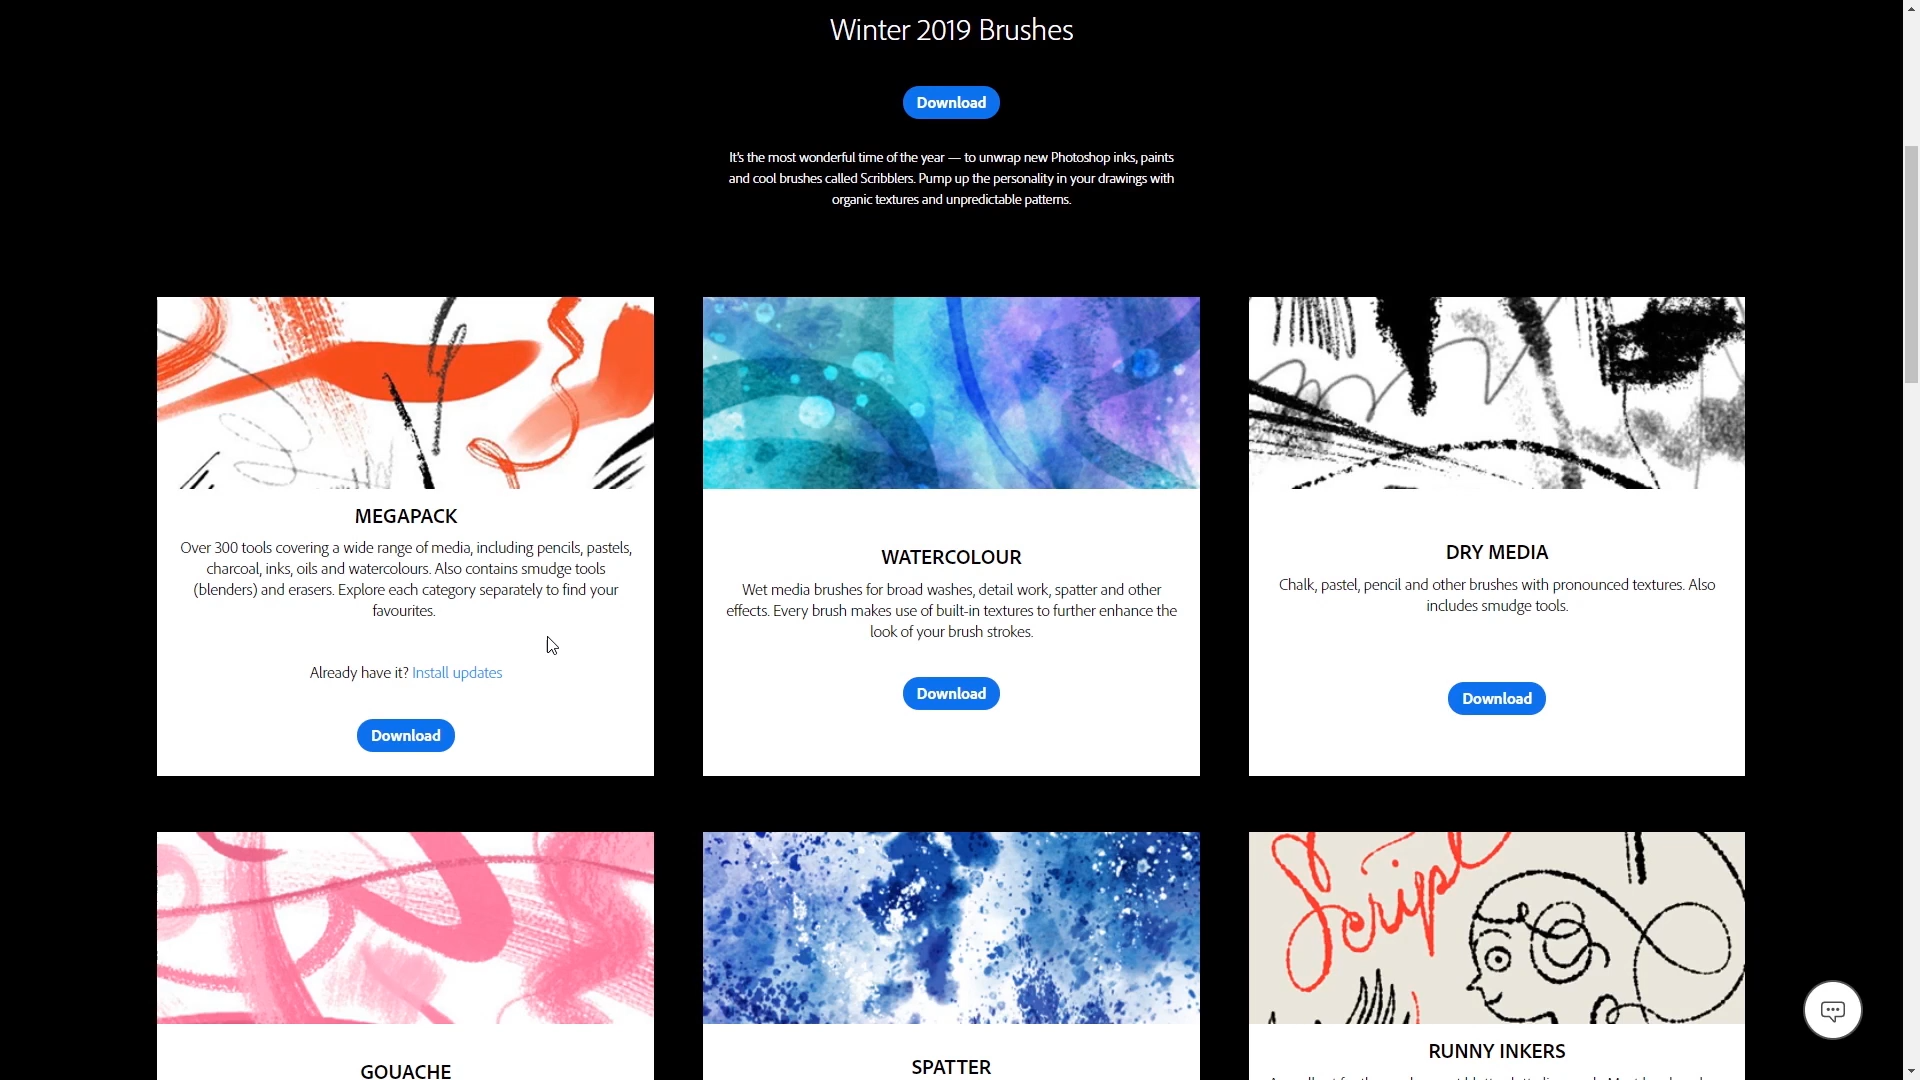 Winter 2019 Brushes
Download
It's the most wonderful time of the year — to unwrap new Photoshop inks, paints
and cool brushes called Scribblers. Pump up the personality in your drawings with
organic textures and unpredictable patterns.
MEGAPACK
Over 300 tools covering a wide range of media, including pencils, pastels,
charcoal, inks, oils and watercolours. Also contains smudge tools
(blenders) and erasers. Explore each category separately to find your
favourites.
Already have it? Install updates
Download
WATERCOLOUR
Wet media brushes for broad washes, detail work, spatter and other
effects. Every brush makes use of built-in textures to further enhance the
look of your brush strokes.
Download
DRY MEDIA
Chalk, pastel, pencil and other brushes with pronounced textures. Also
includes smudge tools.
Download
GOUACHE
SPATTER
Script
RUNNY INKERS